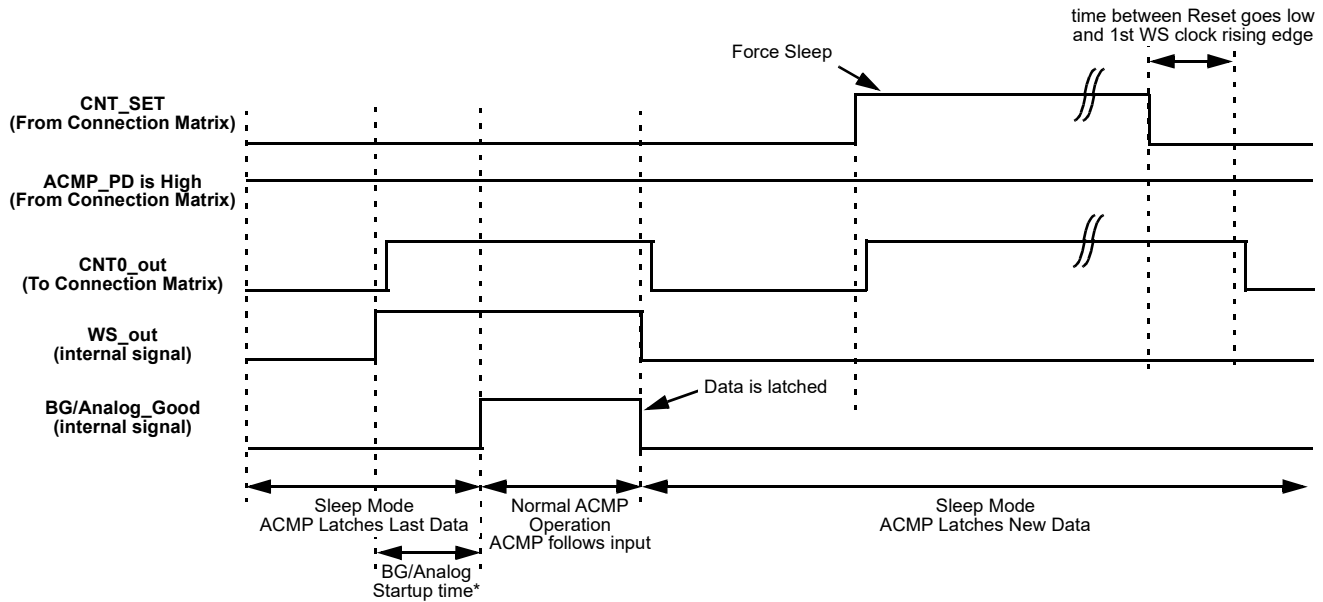 time between Reset goes low
and 1st WS clock rising edge
Force Sleep
CNT_SET
(From Connection Matrix)
ACMP_PD is High
(From Connection Matrix)
CNT0_out
(To Connection Matrix)
WS_out
(internal signal)
Data is latched
BG/Analog_Good
(internal signal)
Sleep Mode
ACMP Latches Last Data
Normal ACMP
Operation
ACMP follows input
Sleep Mode
ACMP Latches New Data
BG/Analog
Startup time*